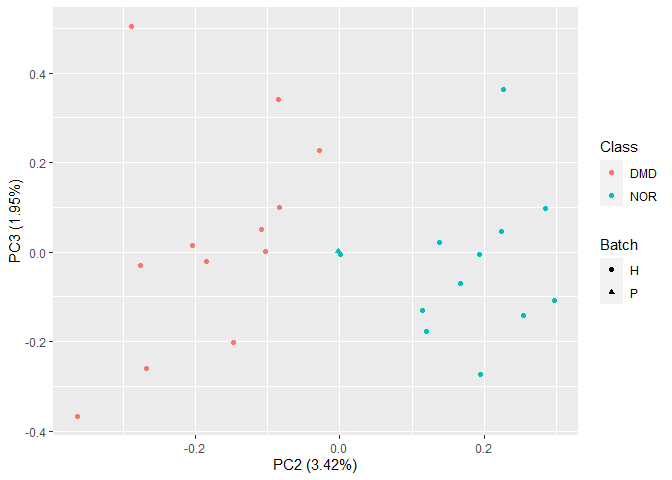 0.4
0.2
0.0
-0.2
-0.4
PC3 (1.95%)
-0.2
0.0
0.2
PC2 (3.42%)
Class
DMD
NOR
Batch
H
P